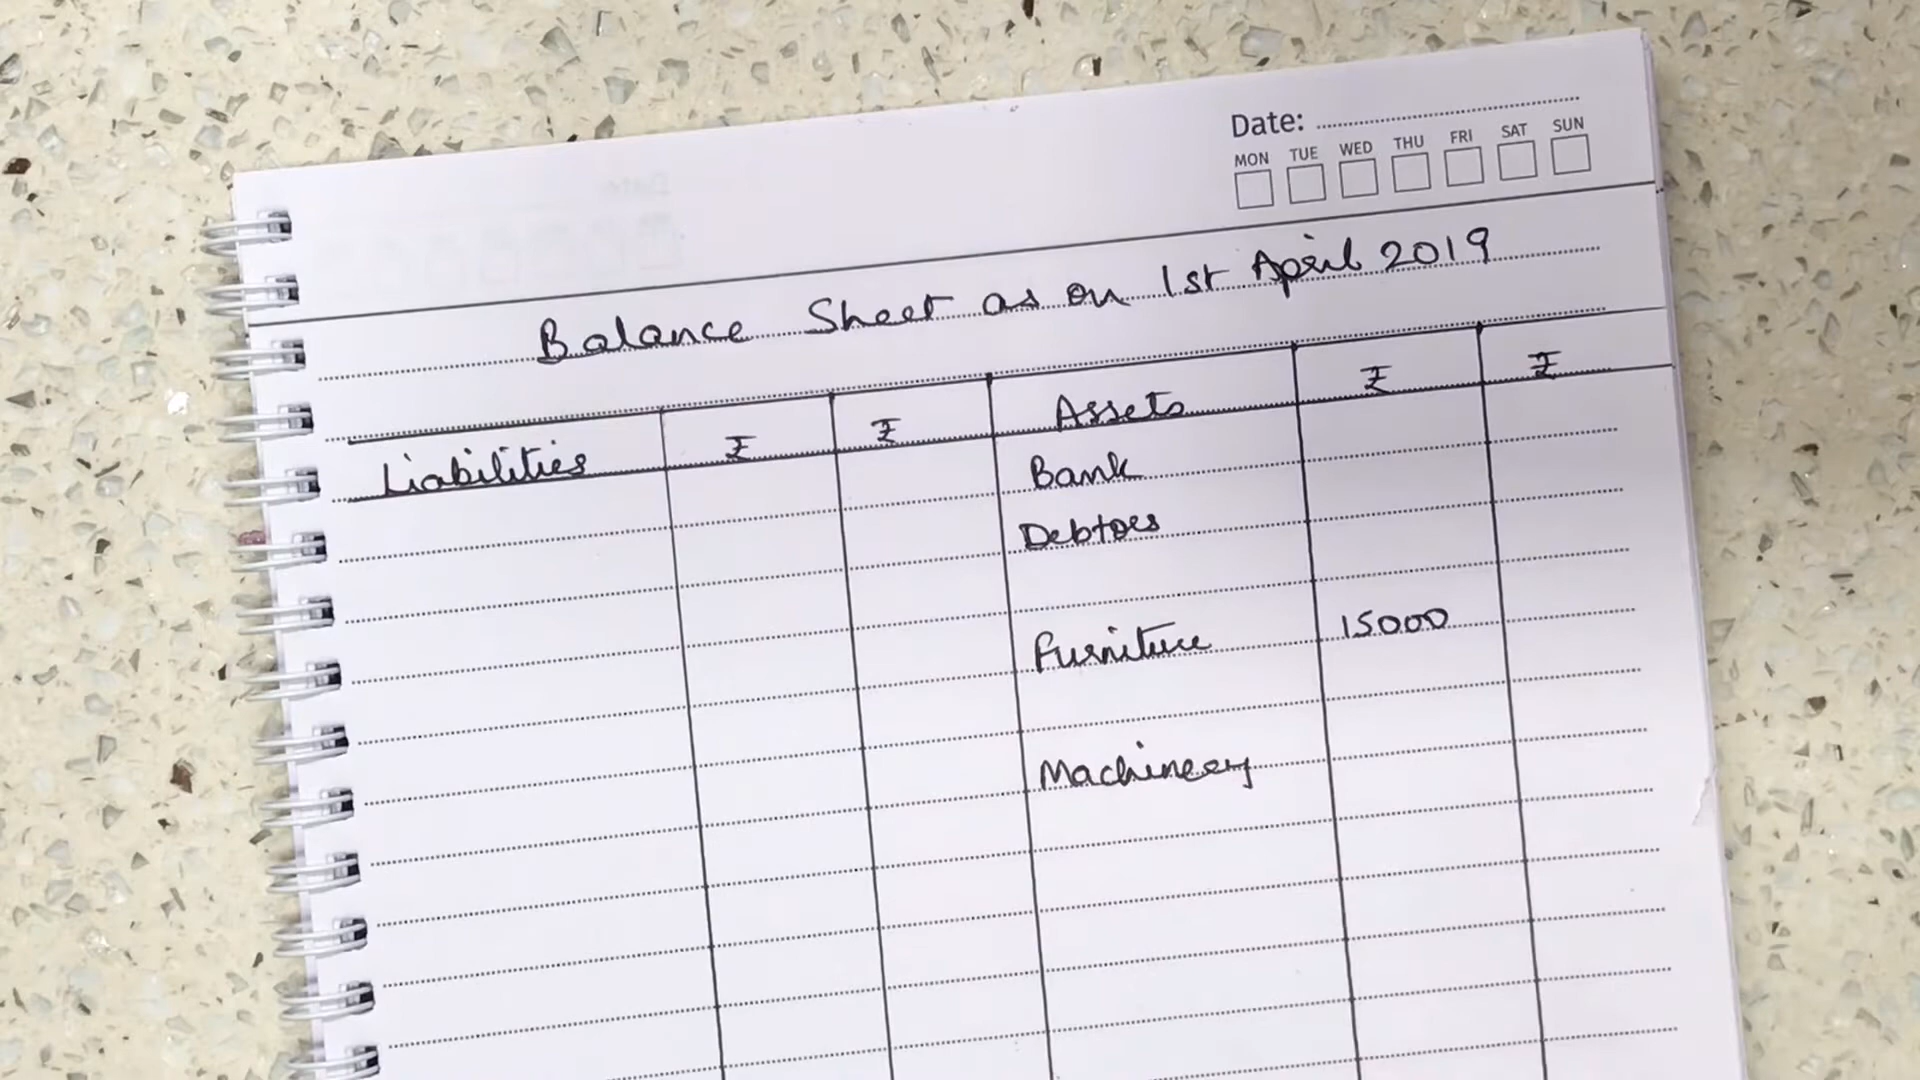 Date:
MON TUE WED THU FRI SAT SUN
Balance Sheet as on 1st April 2019
Liabilities ₹ ₹ Assets ₹ ₹
Bank
Debtors
Furniture 15000
Machinery